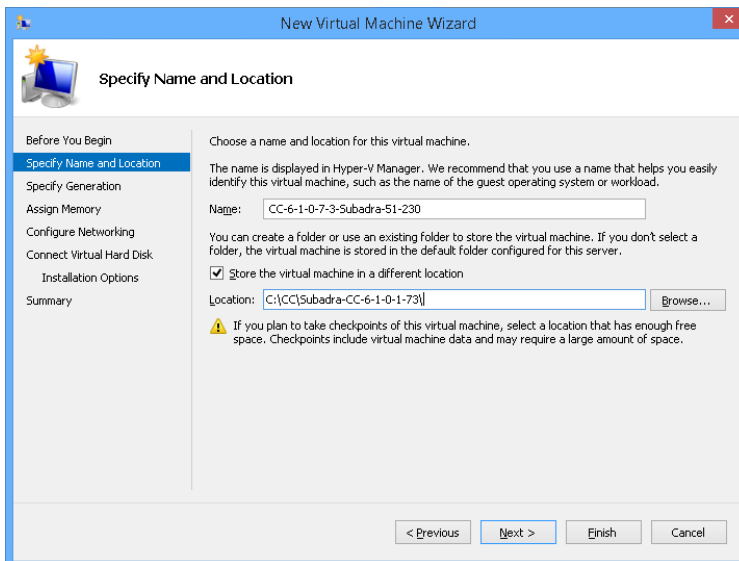 New Virtual Machine Wizard
Specify Name and Location
Before You Begin
Specify Name and Location
Specify Generation
Assign Memory
Configure Networking
Connect Virtual Hard Disk
Installation Options
Summary
Choose a name and location for this virtual machine.
The name is displayed in Hyper-V Manager. We recommend that you use a name that helps you easily
identify this virtual machine, such as the name of the guest operating system or workload.
Name: CC-6-1-0-7-3-Subadra-51-230
You can create a folder or use an existing folder to store the virtual machine. If you don't select a
folder, the virtual machine is stored in the default folder configured for this server.
Store the virtual machine in a different location
Location: C:\CC\Subadra-CC-6-1-0-1-73\
Browse...
If you plan to take checkpoints of this virtual machine, select a location that has enough free
space. Checkpoints include virtual machine data and may require a large amount of space.
< Previous
Next >
Finish
Cancel